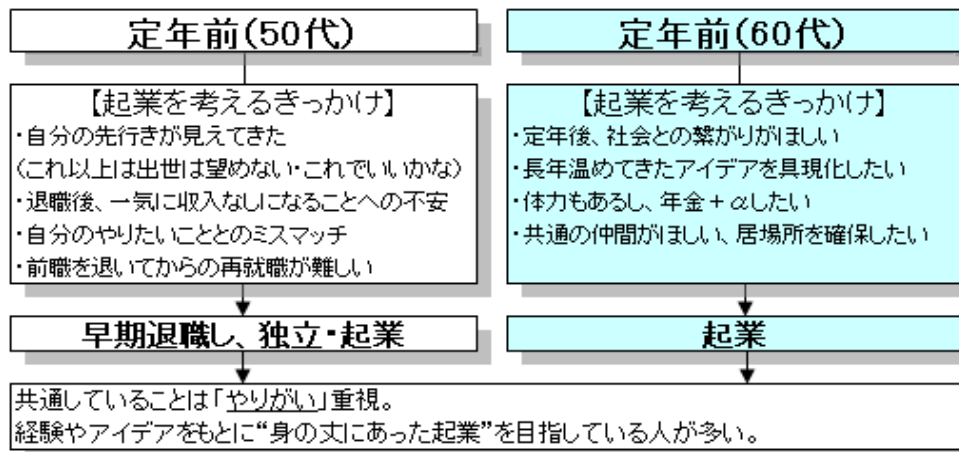 定年前(50代)
【起業を考えるきっかけ】
・自分の先行きが見えてきた
(これ以上は出世は望めない・これでいいかな)
・退職後、一気に収入なしになることへの不安
・自分のやりたいこととのミスマッチ
・前職を退いてからの再就職が難しい
早期退職し、独立・起業
定年前(60代)
【起業を考えるきっかけ】
・定年後、社会との繋がりがほしい
・長年温めてきたアイデアを具現化したい
・体力もあるし、年金+αしたい
・共通の仲間がほしい、居場所を確保したい
起業
共通していることは「やりがい」重視。
経験やアイデアをもとに“身の丈にあった起業”を目指している人が多い。